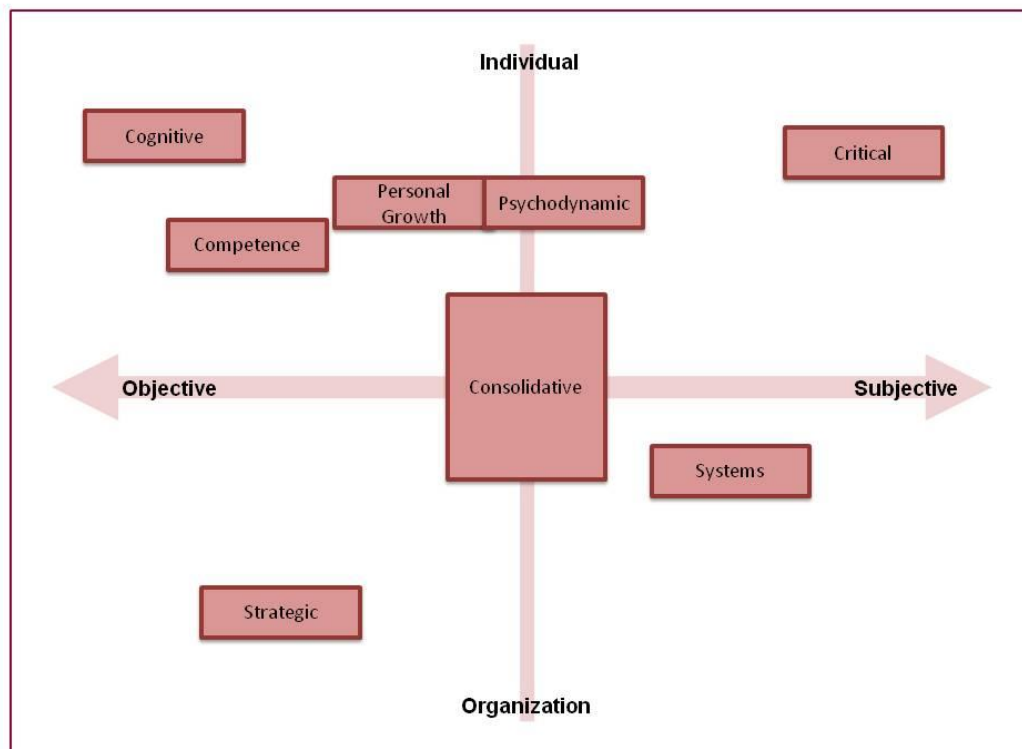 Individual
Cognitive
Critical
Personal
Growth
Psychodynamic
Competence
Objective
Consolidative
Subjective
Systems
Strategic
Organization